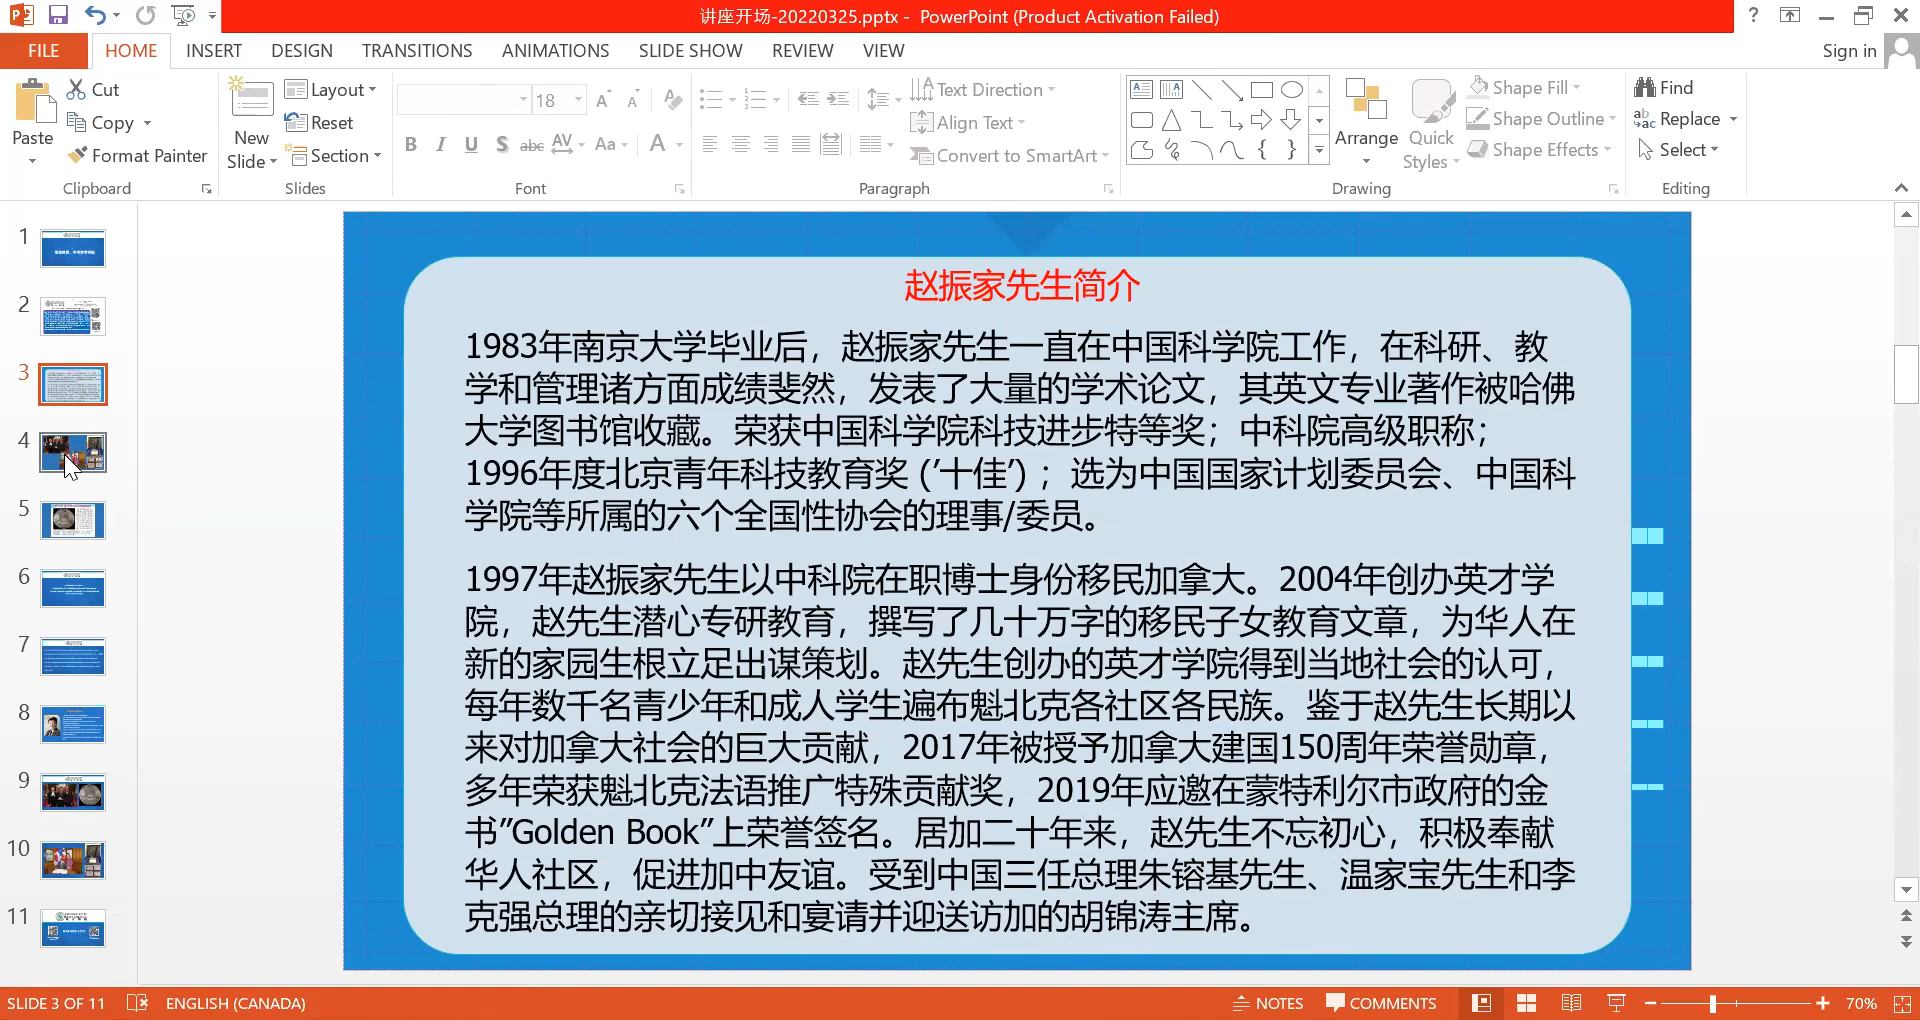 讲座开场-20220325.pptx - PowerPoint (Product Activation Failed)
?
FILE HOME INSERT DESIGN TRANSITIONS ANIMATIONS SLIDE SHOW REVIEW VIEW Sign in
Cut
Copy
Format Painter
Paste
Clipboard
New Slide
Layout
Reset
Section
Slides
18
B I U S abc AV Aa A
Font
Text Direction
Align Text
Convert to SmartArt
Paragraph
Arrange
Quick Styles
Shape Fill
Shape Outline
Shape Effects
Drawing
Find
Replace
Select
Editing
1
2
3
4
5
6
7
8
9
10
11
赵振家先生简介
1983年南京大学毕业后，赵振家先生一直在中国科学院工作，在科研、教
学和管理诸方面成绩斐然，发表了大量的学术论文，其英文专业著作被哈佛
大学图书馆收藏。荣获中国科学院科技进步特等奖；中科院高级职称；
1996年度北京青年科技教育奖 (′十佳′) ；选为中国国家计划委员会、中国科
学院等所属的六个全国性协会的理事/委员。
1997年赵振家先生以中科院在职博士身份移民加拿大。2004年创办英才学
院，赵先生潜心专研教育，撰写了几十万字的移民子女教育文章，为华人在
新的家园生根立足出谋策划。赵先生创办的英才学院得到当地社会的认可，
每年数千名青少年和成人学生遍布魁北克各社区各民族。鉴于赵先生长期以
来对加拿大社会的巨大贡献，2017年被授予加拿大建国150周年荣誉勋章，
多年荣获魁北克法语推广特殊贡献奖，2019年应邀在蒙特利尔市政府的金
书″Golden Book″上荣誉签名。居加二十年来，赵先生不忘初心，积极奉献
华人社区，促进加中友谊。受到中国三任总理朱镕基先生、温家宝先生和李
克强总理的亲切接见和宴请并迎送访加的胡锦涛主席。
SLIDE 3 OF 11 ENGLISH (CANADA) NOTES COMMENTS 70%